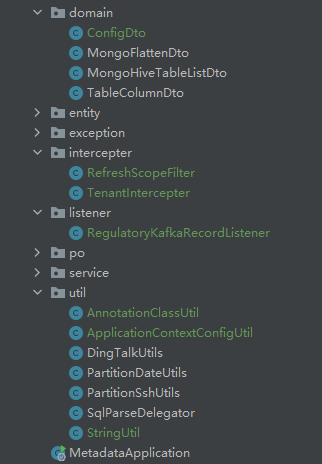 domain
ConfigDto
MongoFlattenDto
MongoHiveTableListDto
TableColumnDto
entity
exception
intercepter
RefreshScopeFilter
TenantIntercepter
listener
RegulatoryKafkaRecordListener
po
service
util
AnnotationClassUtil
ApplicationContextConfigUtil
DingTalkUtils
PartitionDateUtils
PartitionSshUtils
SqlParseDelegator
StringUtil
MetadataApplication